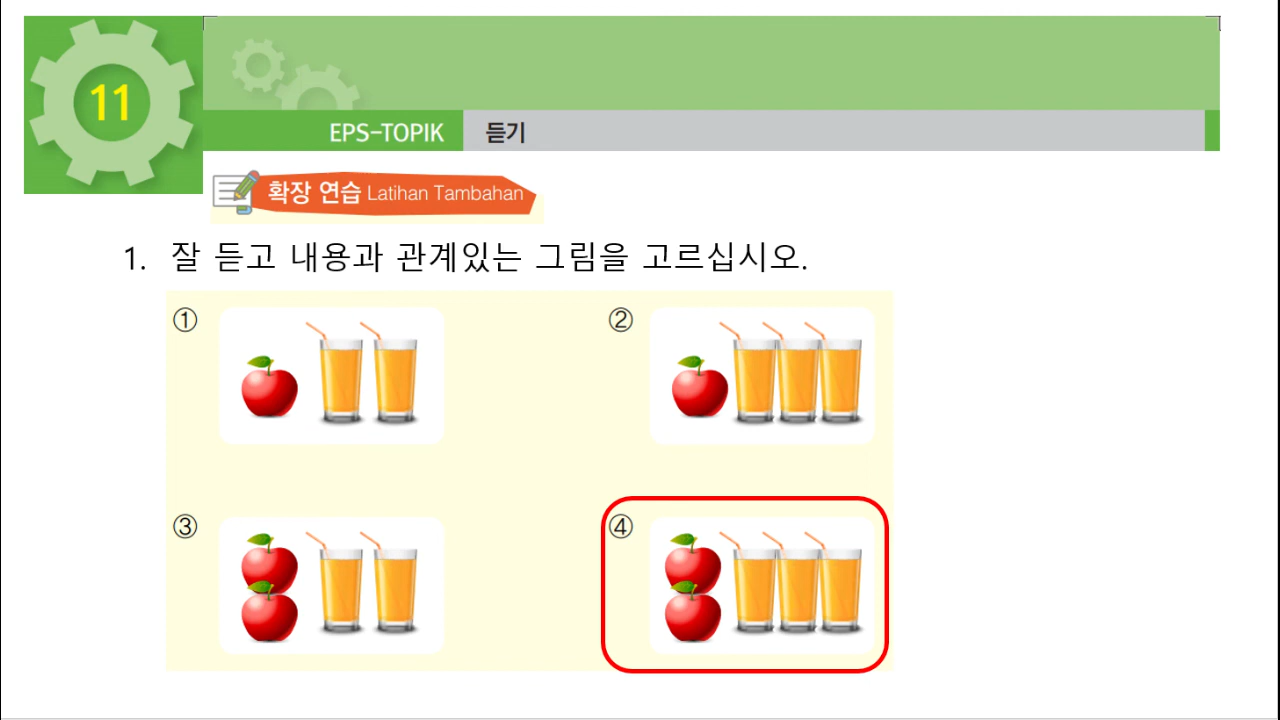 11
EPS-TOPIK 듣기
확장 연습 Latihan Tambahan
1. 잘 듣고 내용과 관계있는 그림을 고르십시오.
① ②
③ ④